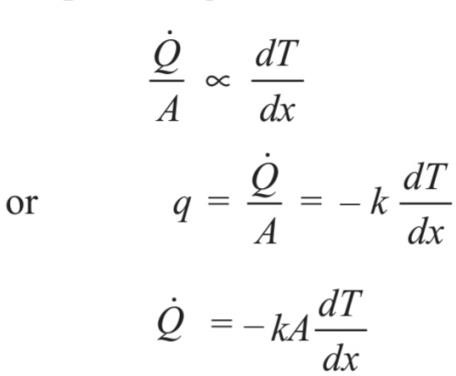 Q̇/A ∝ dT/dx
or q = Q̇/A = − k dT/dx
Q̇ = − kA dT/dx